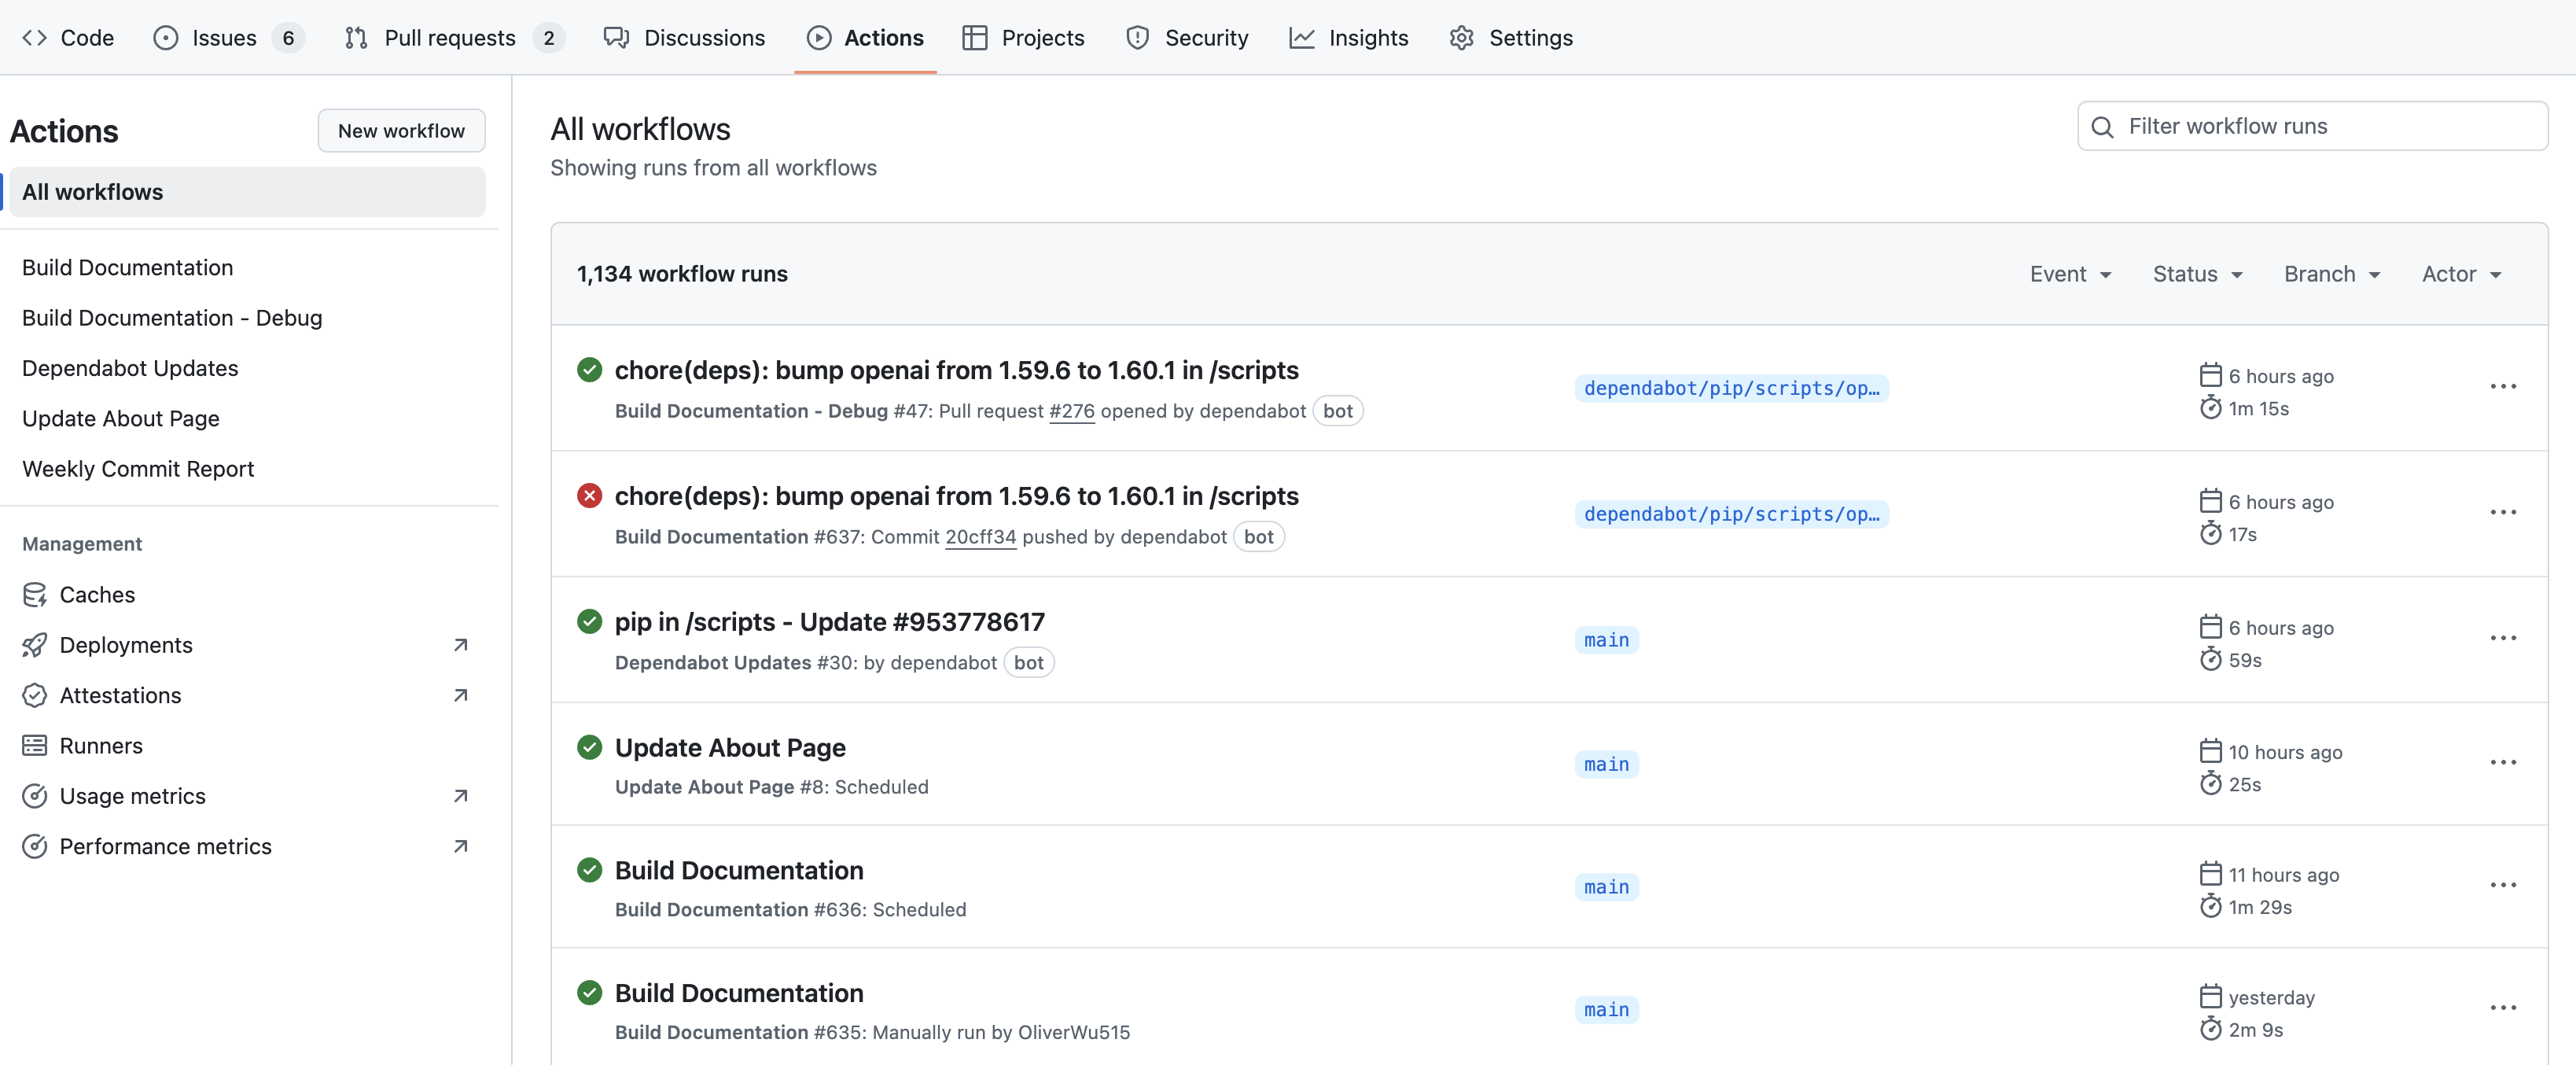 Code Issues 6 Pull requests 2 Discussions Actions Projects Security Insights Settings
Actions New workflow
All workflows
Build Documentation
Build Documentation - Debug
Dependabot Updates
Update About Page
Weekly Commit Report
Management
Caches
Deployments
Attestations
Runners
Usage metrics
Performance metrics
All workflows
Showing runs from all workflows
Filter workflow runs
1,134 workflow runs Event Status Branch Actor
chore(deps): bump openai from 1.59.6 to 1.60.1 in /scripts
Build Documentation - Debug #47: Pull request #276 opened by dependabot bot
dependabot/pip/scripts/op…
6 hours ago
1m 15s
chore(deps): bump openai from 1.59.6 to 1.60.1 in /scripts
Build Documentation #637: Commit 20cff34 pushed by dependabot bot
dependabot/pip/scripts/op…
6 hours ago
17s
pip in /scripts - Update #953778617
Dependabot Updates #30: by dependabot bot
main
6 hours ago
59s
Update About Page
Update About Page #8: Scheduled
main
10 hours ago
25s
Build Documentation
Build Documentation #636: Scheduled
main
11 hours ago
1m 29s
Build Documentation
Build Documentation #635: Manually run by OliverWu515
main
yesterday
2m 9s